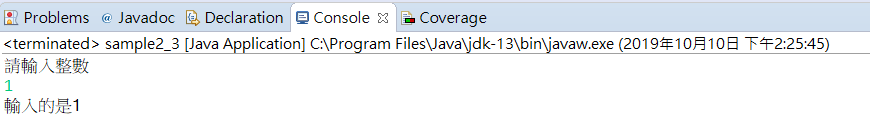 Problems @ Javadoc Declaration Console Coverage
<terminated> sample2_3 [Java Application] C:\Program Files\Java\jdk-13\bin\javaw.exe (2019年10月10日 下午2:25:45)
請輸入整數
1
輸入的是1